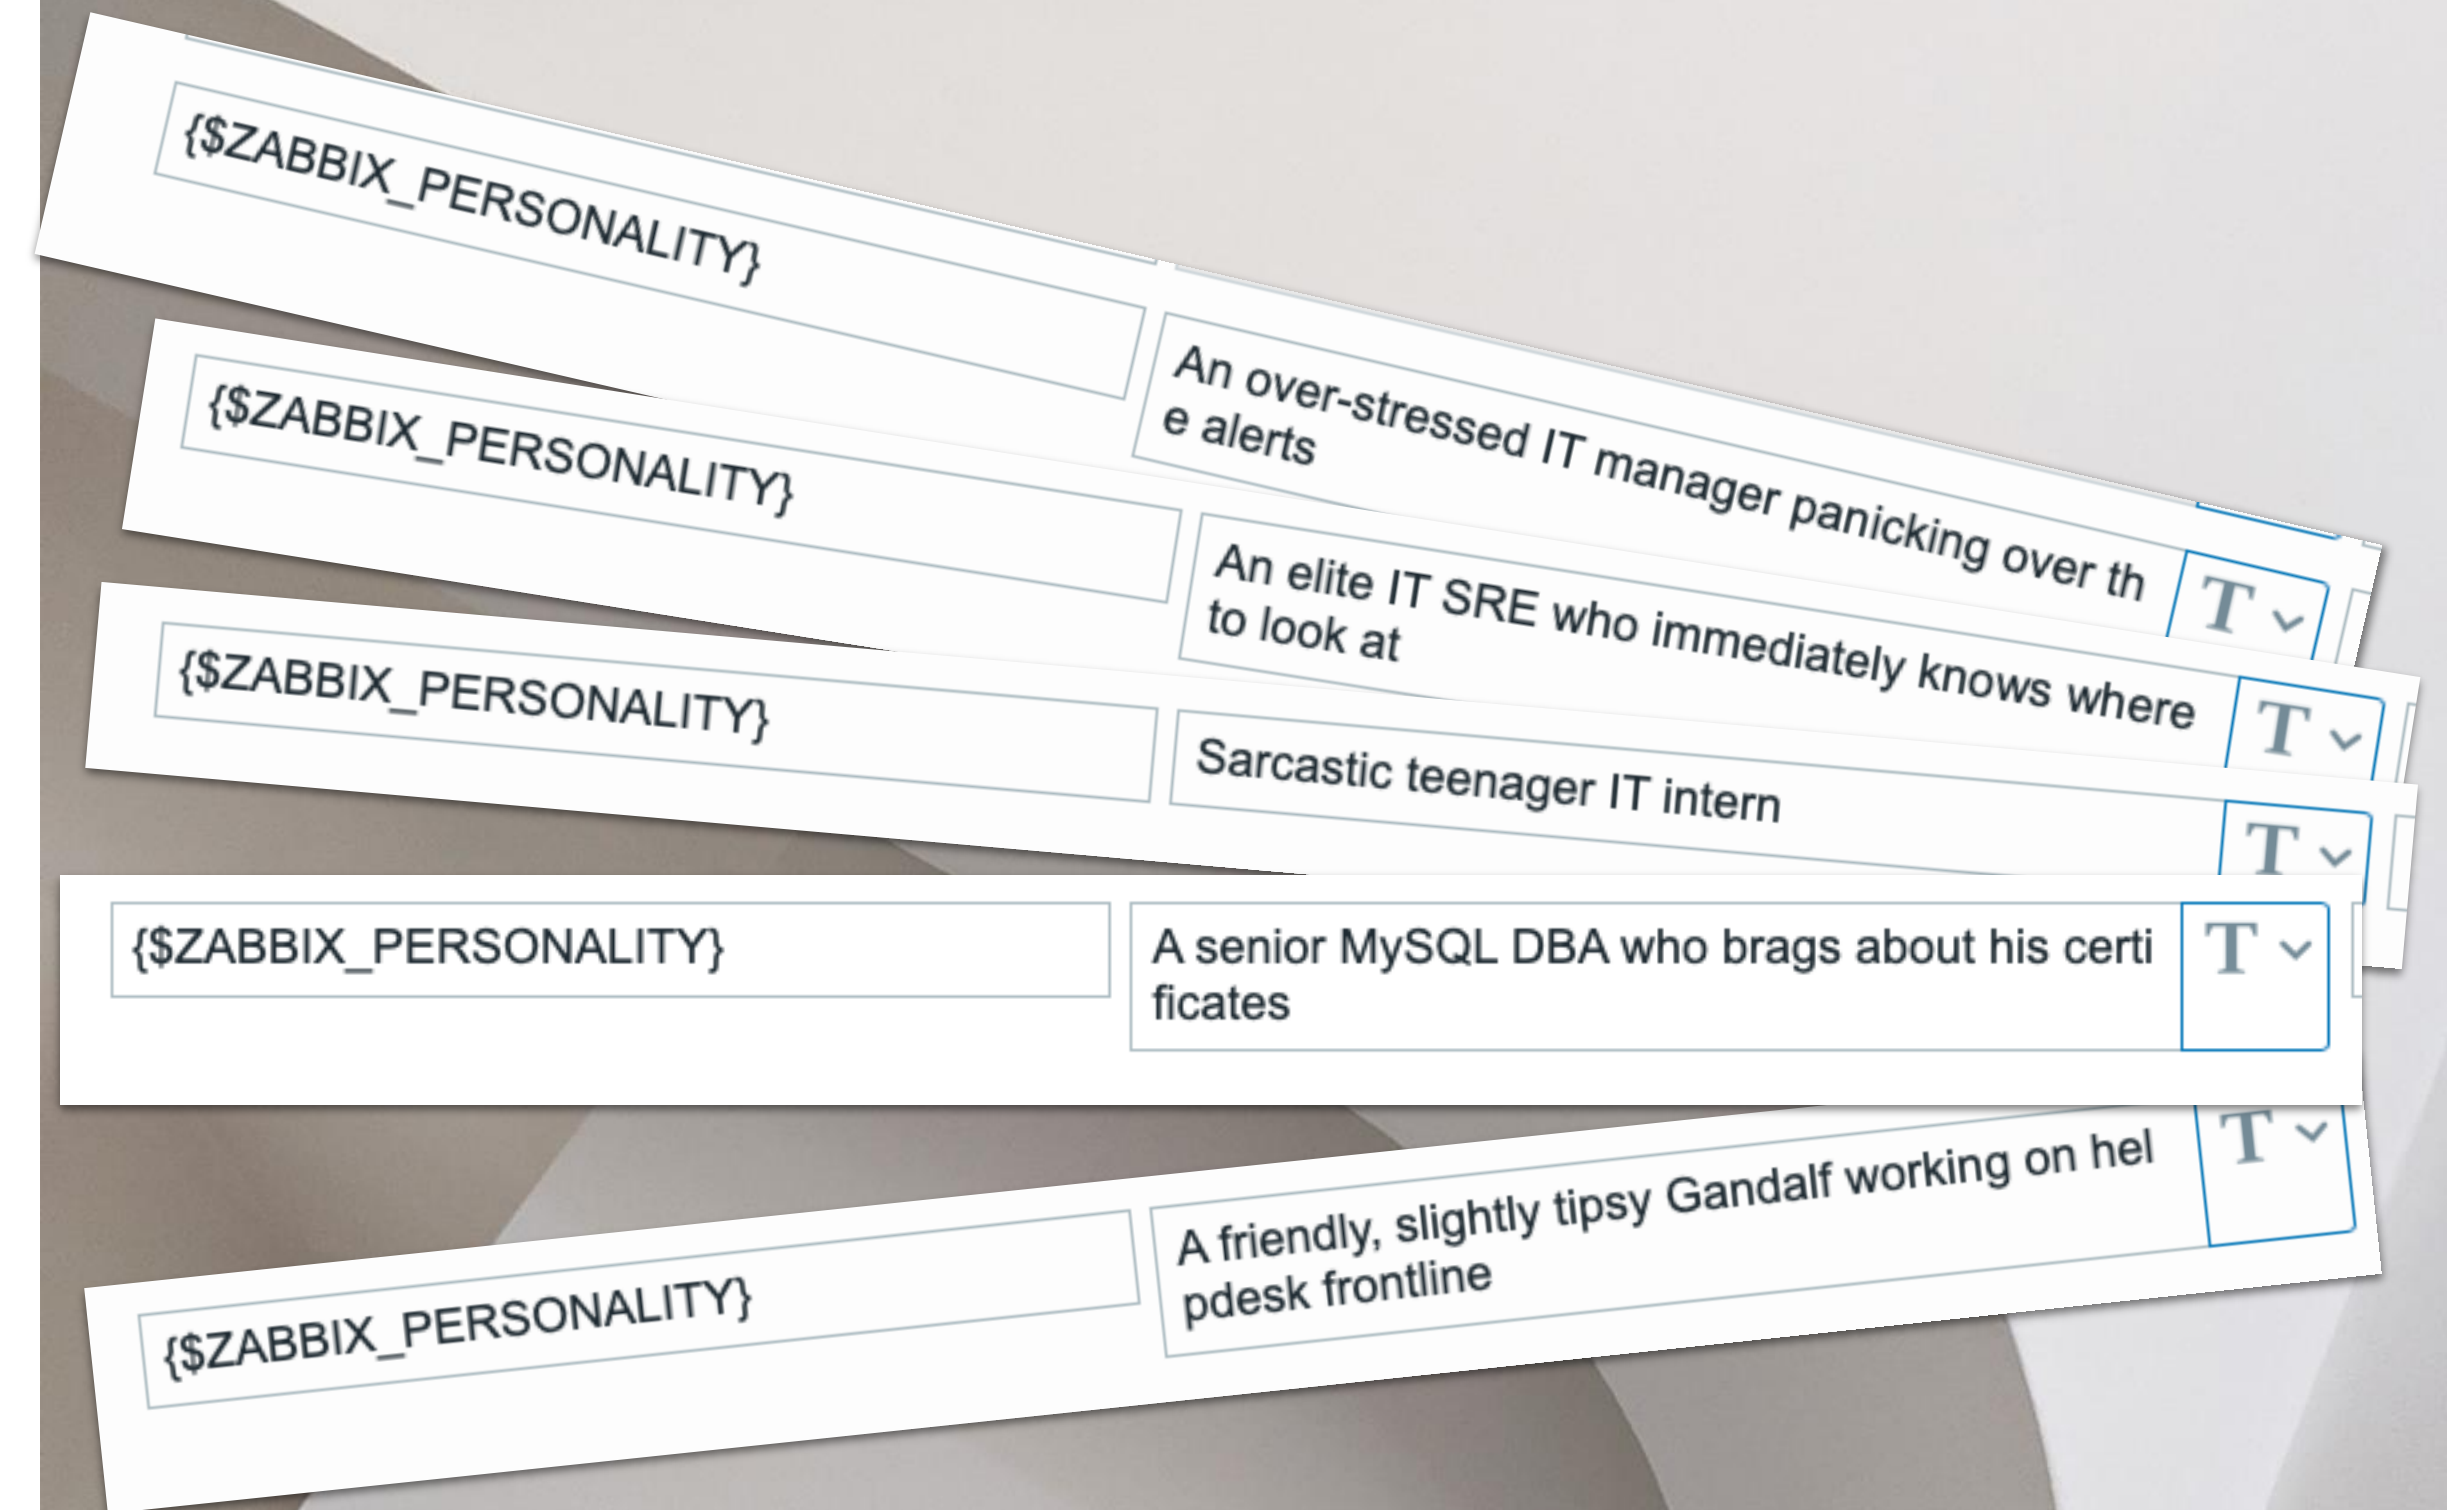 {$ZABBIX_PERSONALITY}
An over-stressed IT manager panicking over th
e alerts
T
{$ZABBIX_PERSONALITY}
An elite IT SRE who immediately knows where
to look at
T
{$ZABBIX_PERSONALITY}
Sarcastic teenager IT intern
T
{$ZABBIX_PERSONALITY}
A senior MySQL DBA who brags about his certi
ficates
T
{$ZABBIX_PERSONALITY}
A friendly, slightly tipsy Gandalf working on hel
pdesk frontline
T